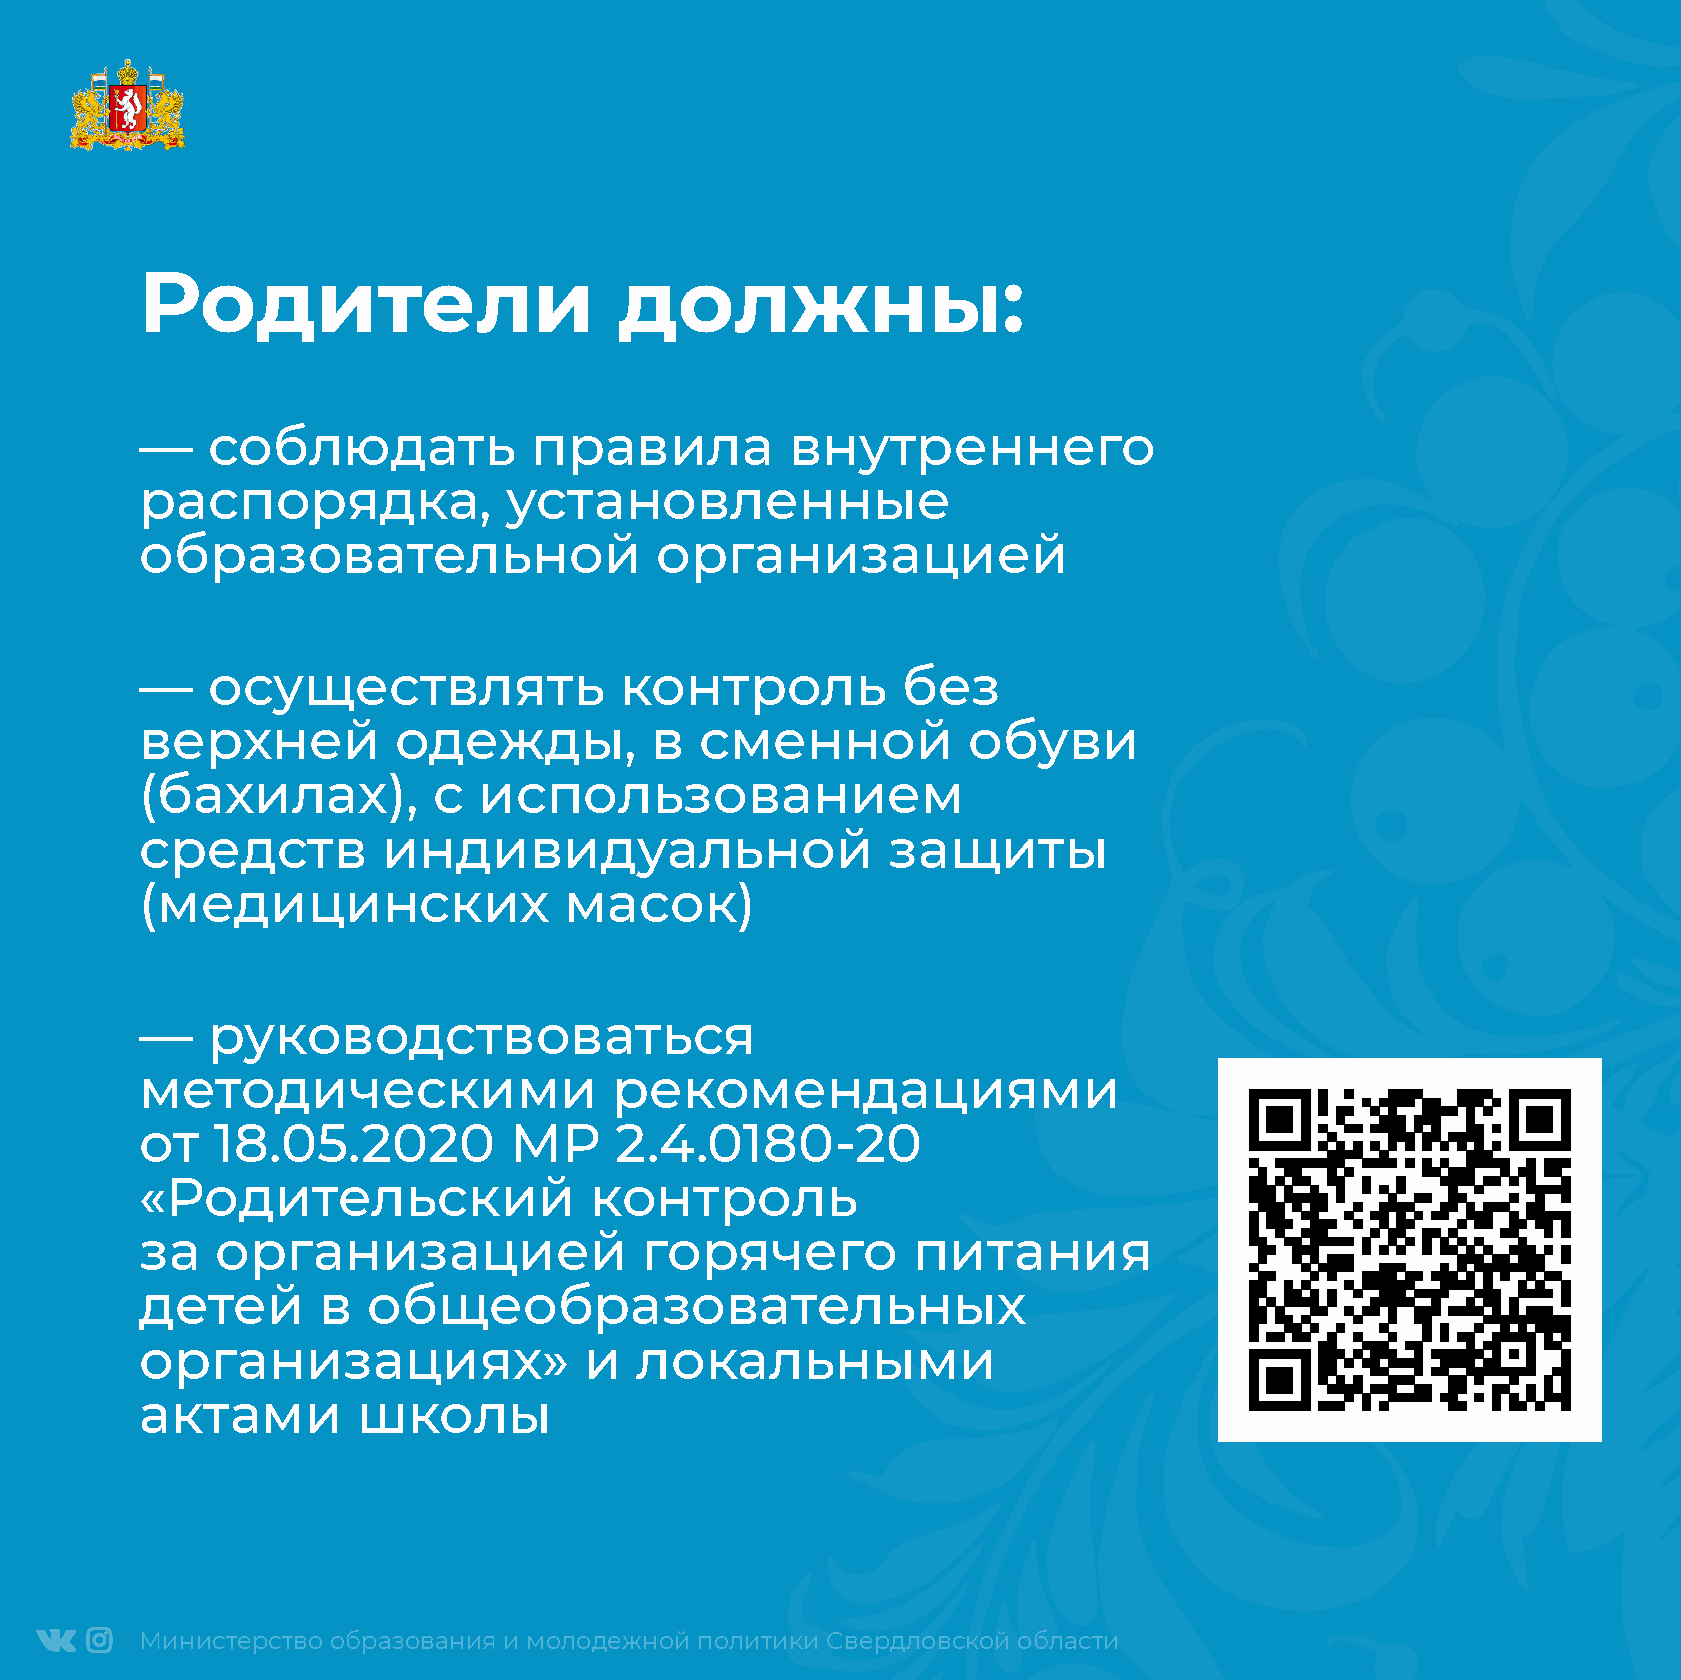 Родители должны:
— соблюдать правила внутреннего
распорядка, установленные
образовательной организацией
— осуществлять контроль без
верхней одежды, в сменной обуви
(бахилах), с использованием
средств индивидуальной защиты
(медицинских масок)
— руководствоваться
методическими рекомендациями
от 18.05.2020 МР 2.4.0180-20
«Родительский контроль
за организацией горячего питания
детей в общеобразовательных
организациях» и локальными
актами школы
Министерство образования и молодежной политики Свердловской области